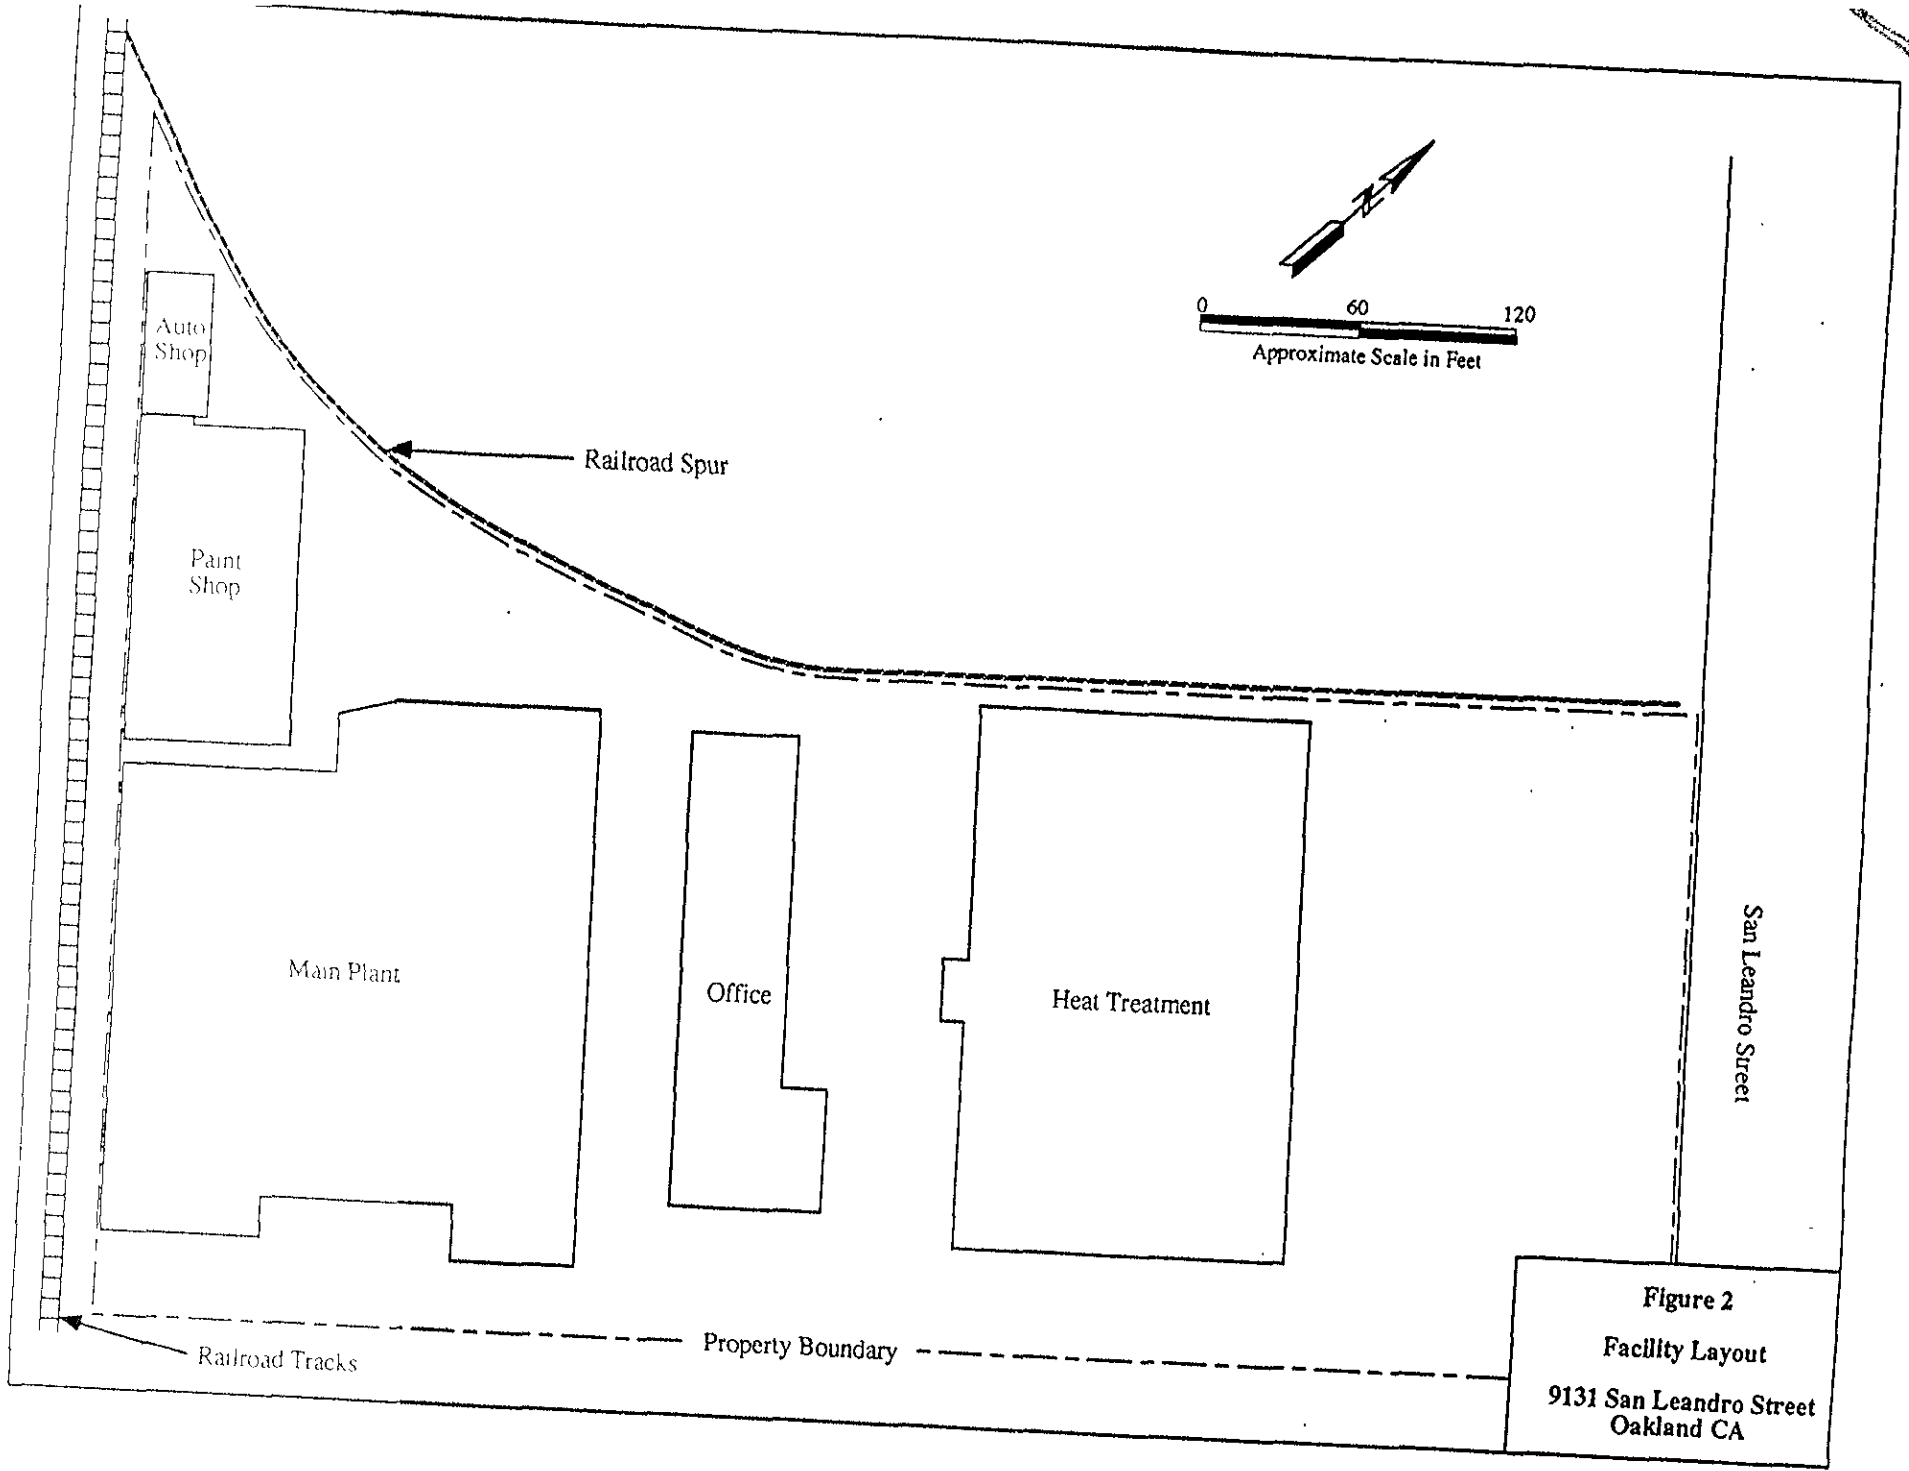 N
0 60 120
Approximate Scale in Feet
Auto
Shop
Railroad Spur
Paint
Shop
San Leandro Street
Main Plant
Office
Heat Treatment
Property Boundary
Railroad Tracks
Figure 2
Facility Layout
9131 San Leandro Street
Oakland CA